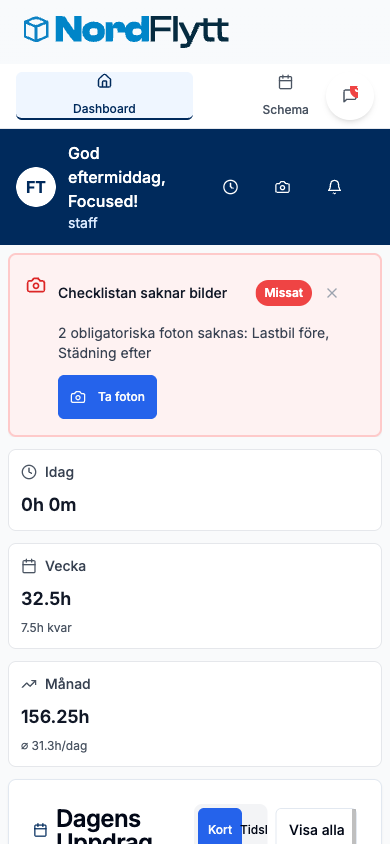 NordFlytt
Dashboard
Schema
FT
God
eftermiddag,
Focused!
staff
Checklistan saknar bilder
Missat
2 obligatoriska foton saknas: Lastbil före,
Städning efter
Ta foton
Idag
0h 0m
Vecka
32.5h
7.5h kvar
Månad
156.25h
⌀ 31.3h/dag
Dagens
Uppdrag
Kort
Tidsl
Visa alla